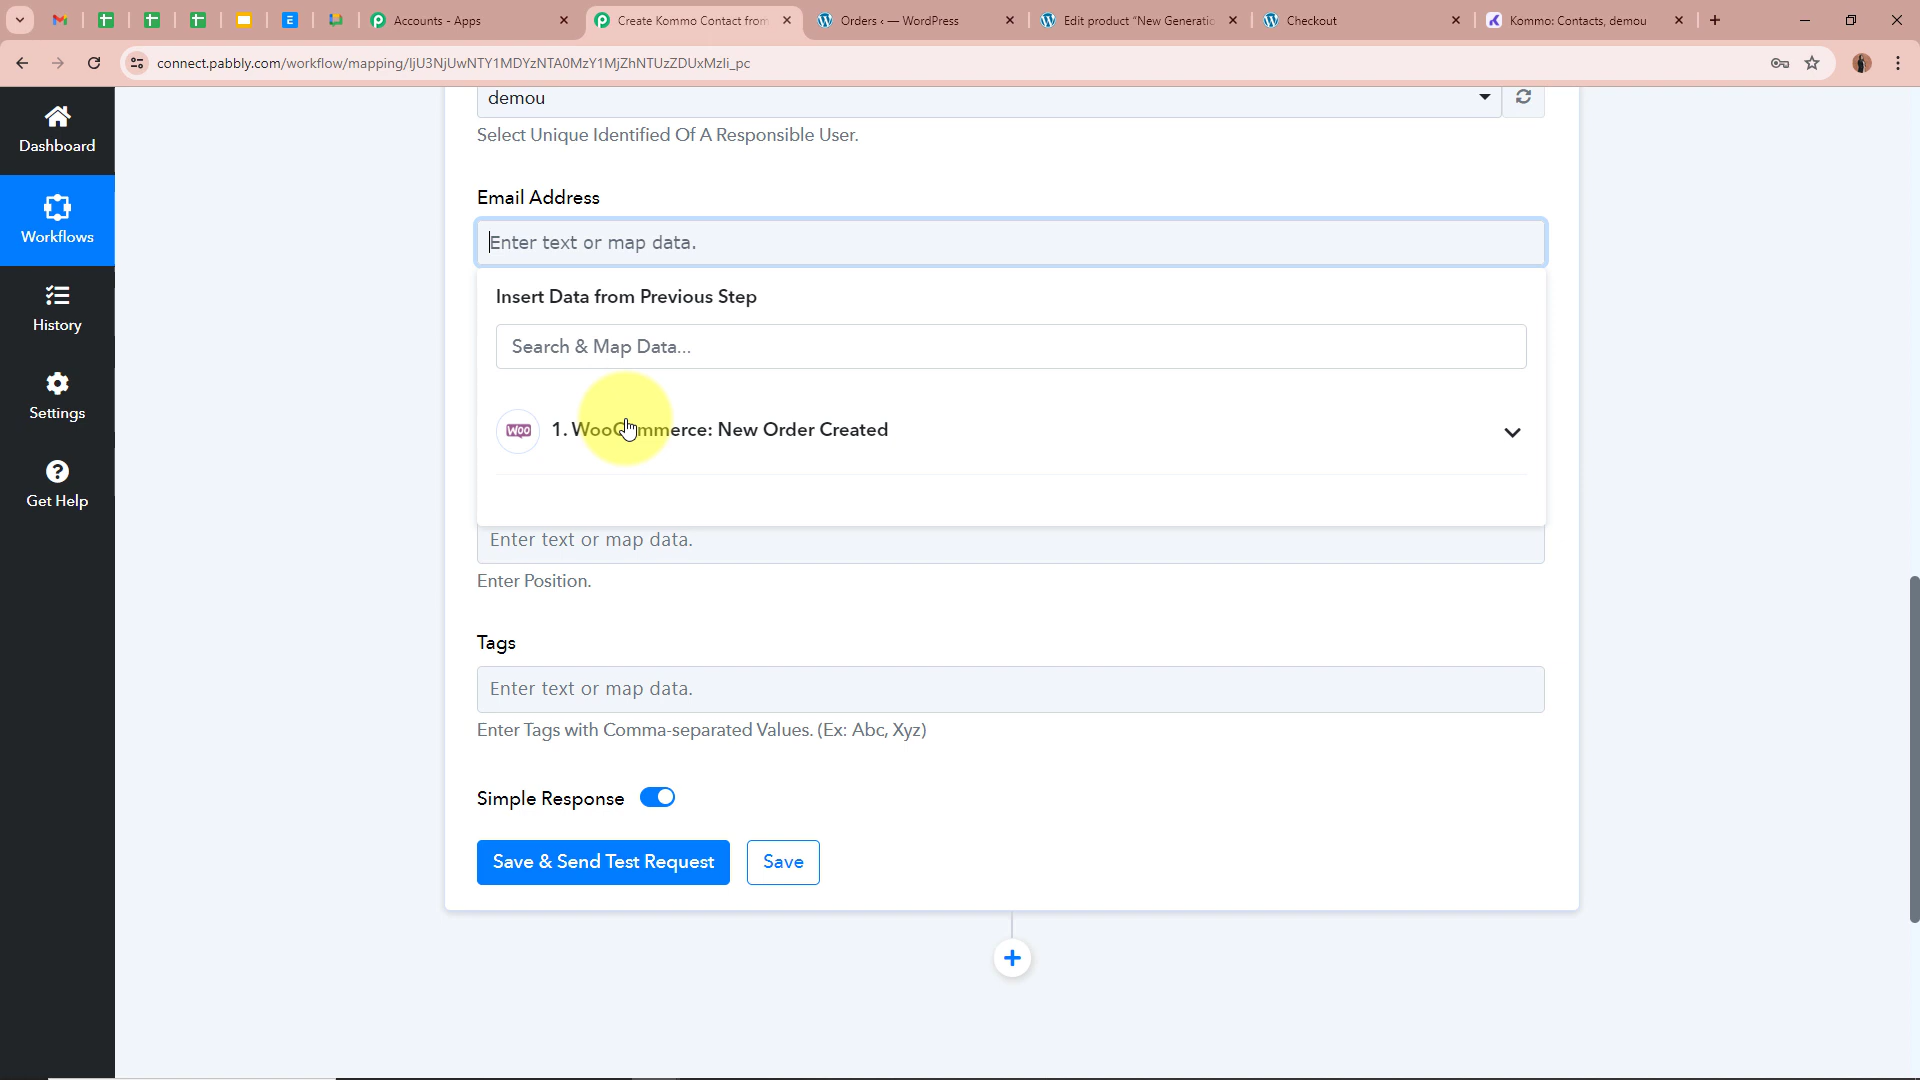 Accounts - Apps
Create Kommo Contact from
Orders ‹ — WordPress
Edit product "New Generatio
Checkout
Kommo: Contacts, demou
connect.pabbly.com/workflow/mapping/IjU3NjUwNTY1MDYzNTA0MzY1MjZhNTUzZDUxMzIi_pc
Dashboard
Workflows
History
Settings
Get Help
demou
Select Unique Identified Of A Responsible User.
Email Address
Enter text or map data.
Insert Data from Previous Step
Search & Map Data...
WOO
1. WooCommerce: New Order Created
Enter text or map data.
Enter Position.
Tags
Enter text or map data.
Enter Tags with Comma-separated Values. (Ex: Abc, Xyz)
Simple Response
Save & Send Test Request
Save